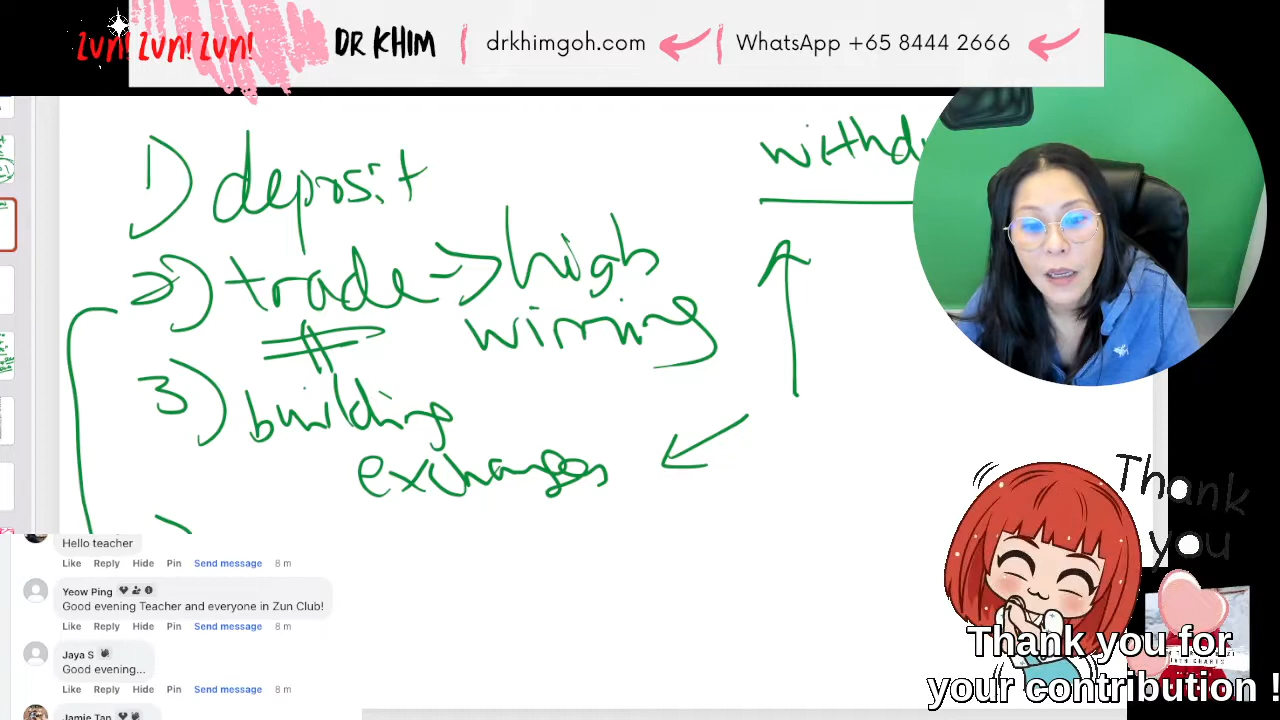 zun! zun! zun!
DR KHIM
drkhimgoh.com
WhatsApp +65 8444 2666
1) deposit
2) trade → high
winning
3) building
exchanges
withd
Hello teacher
Like Reply Hide Pin Send message 8 m
Yeow Ping
Good evening Teacher and everyone in Zun Club!
Like Reply Hide Pin Send message 8 m
Jaya S
Good evening...
Like Reply Hide Pin Send message 8 m
Jamie Tan
Thank
you
Thank you for
your contribution !